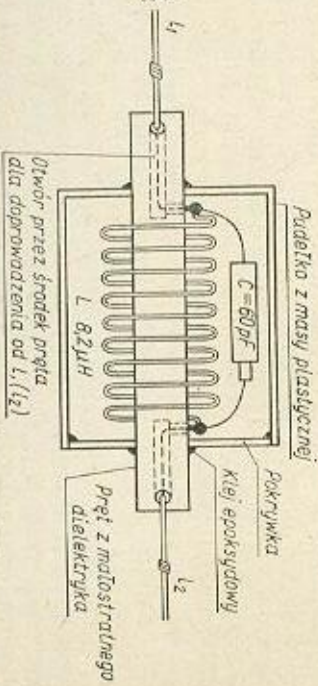 Pudełko z masy plastycznej
Pokrywka
Klej epoksydowy
C=60pF
l₁
l₂
L 8,2μH
Otwór przez środek pręta
dla doprowadzenia od l₁(l₂)
Pręt z małostratnego
dielektryka